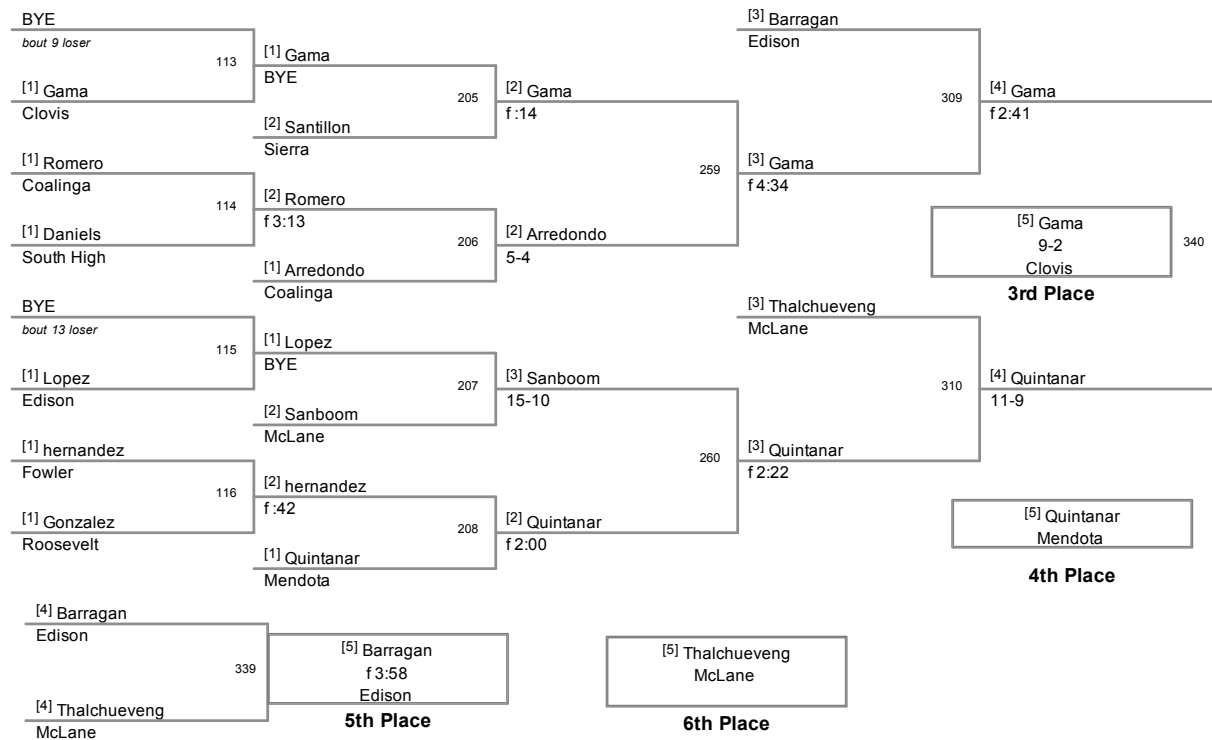 BYE
bout 9 loser
113
[1] Gama
Clovis
[1] Romero
Coalinga
114
[1] Daniels
South High
BYE
bout 13 loser
115
[1] Lopez
Edison
[1] hernandez
Fowler
116
[1] Gonzalez
Roosevelt
[1] Gama
BYE
205
[2] Santillon
Sierra
[2] Romero
f 3:13
206
[1] Arredondo
Coalinga
[1] Lopez
BYE
207
[2] Sanboom
McLane
[2] hernandez
f :42
208
[1] Quintanar
Mendota
[2] Gama
f :14
259
[2] Arredondo
5-4
[3] Sanboom
15-10
260
[2] Quintanar
f 2:00
[3] Barragan
Edison
309
[3] Gama
f 4:34
[3] Thalchueveng
McLane
310
[3] Quintanar
f 2:22
[4] Gama
f 2:41
[5] Gama
9-2
Clovis
340
3rd Place
[4] Quintanar
11-9
[5] Quintanar
Mendota
4th Place
[4] Barragan
Edison
339
[4] Thalchueveng
McLane
[5] Barragan
f 3:58
Edison
5th Place
[5] Thalchueveng
McLane
6th Place